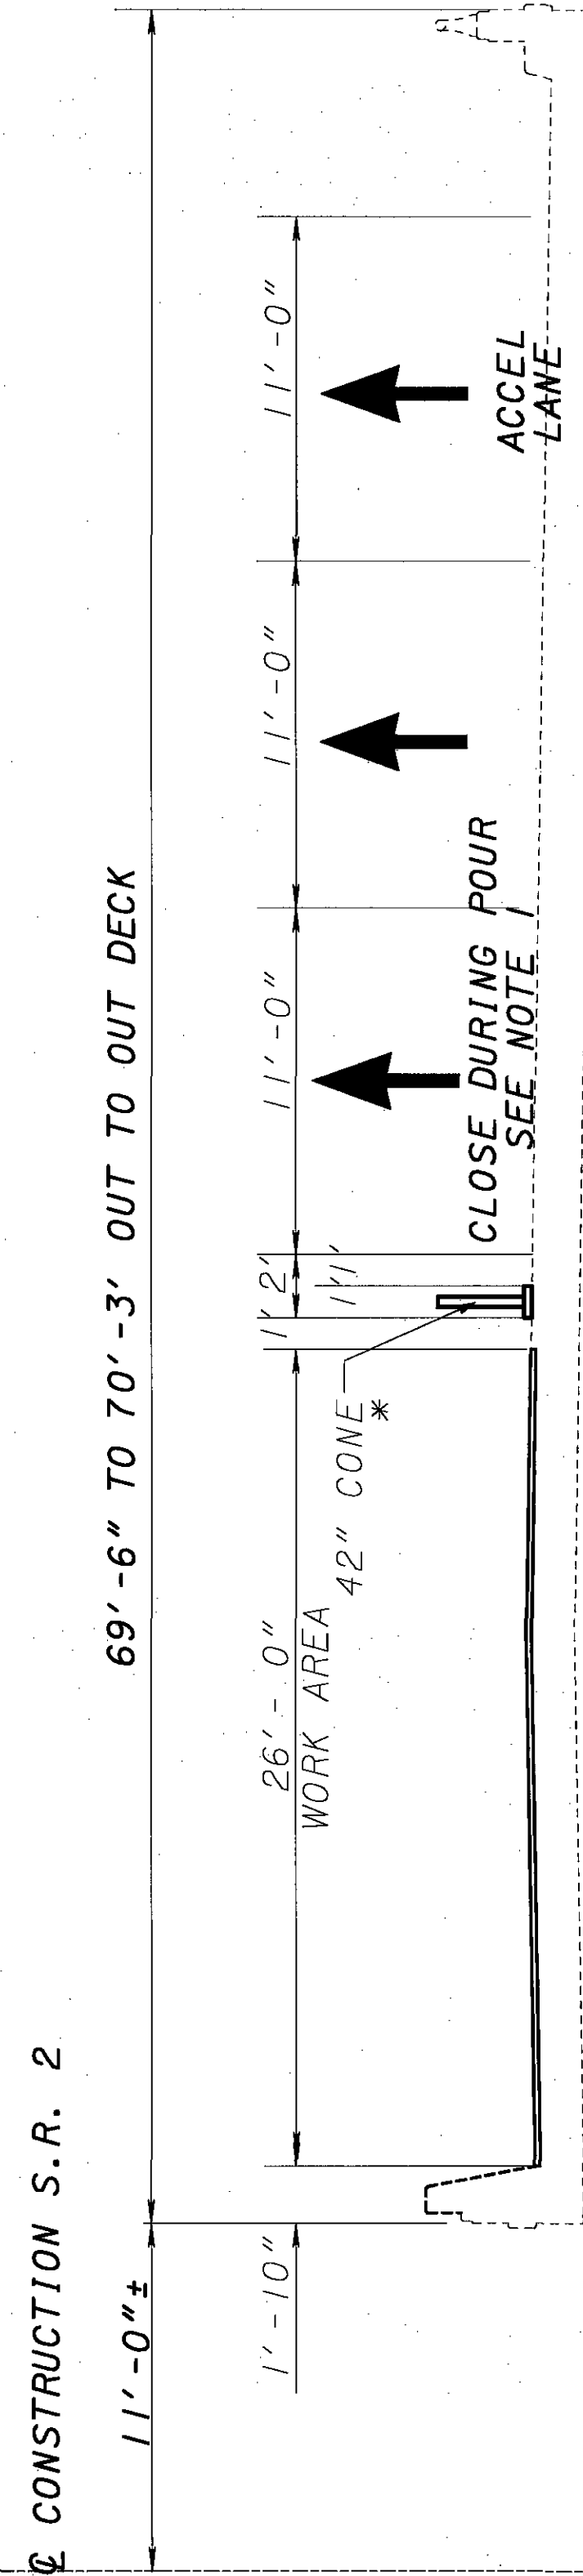 ℄ CONSTRUCTION S.R. 2
11'-0"±
69'-6" TO 70'-3' OUT TO OUT DECK
1'-10"
26'-0"
WORK AREA
1'
2'
1'
1'
11'-0"
11'-0"
11'-0"
42" CONE
*
CLOSE DURING POUR
SEE NOTE 1
ACCEL
LANE